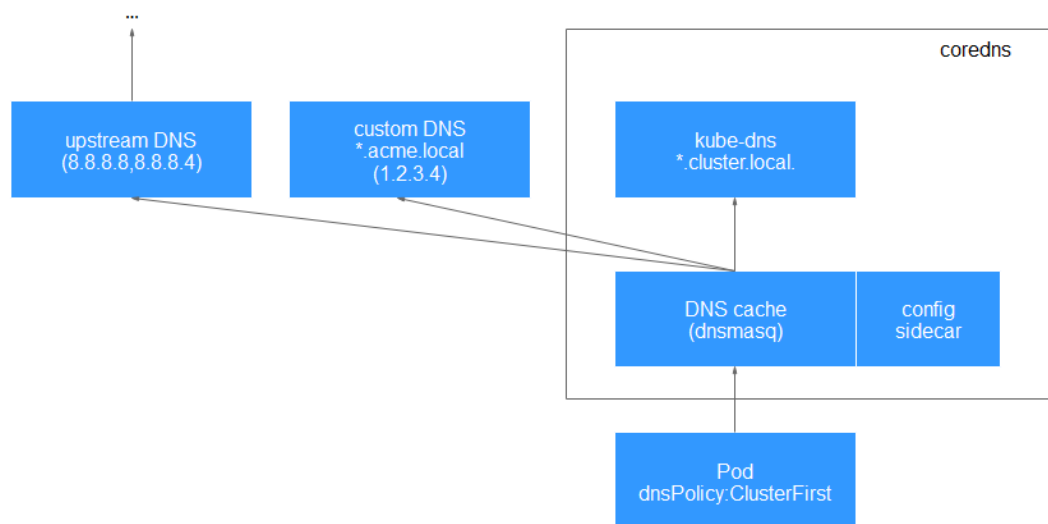 ...
coredns
upstream DNS
(8.8.8.8,8.8.8.4)
custom DNS
*.acme.local
(1.2.3.4)
kube-dns
*.cluster.local.
DNS cache
(dnsmasq)
config
sidecar
Pod
dnsPolicy:ClusterFirst